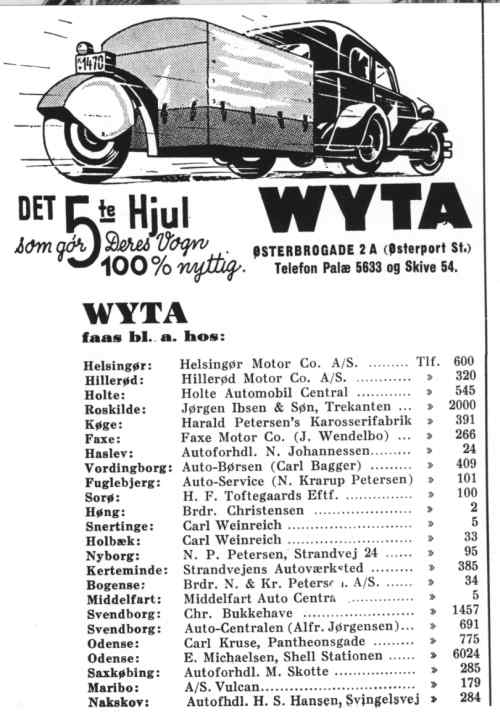 1470
DET 5te Hjul
som gør Deres Vogn
100% nyttig.
WYTA
ØSTERBROGADE 2 A (Østerport St.)
Telefon Palæ 5633 og Skive 54.
WYTA
faas bl. a. hos:
Helsingør: Helsingør Motor Co. A/S. ......... Tlf. 600
Hillerød: Hillerød Motor Co. A/S. ............ » 320
Holte: Holte Automobil Central ............ » 545
Roskilde: Jørgen Ibsen & Søn, Trekanten ... » 2000
Køge: Harald Petersen's Karosserifabrik » 391
Faxe: Faxe Motor Co. (J. Wendelbo) ... » 266
Haslev: Autoforhdl. N. Johannessen......... » 24
Vordingborg: Auto-Børsen (Carl Bagger) ......... » 409
Fuglebjerg: Auto-Service (N. Krarup Petersen) » 101
Sorø: H. F. Toftegaards Eftf. ............... » 100
Høng: Brdr. Christensen ..................... » 2
Snertinge: Carl Weinreich ........................ » 5
Holbæk: Carl Weinreich ........................ » 33
Nyborg: N. P. Petersen, Strandvej 24 ...... » 95
Kerteminde: Strandvejens Autoværksted ......... » 385
Bogense: Brdr. N. & Kr. Petersen. A/S. ...... » 34
Middelfart: Middelfart Auto Centra ............ » 5
Svendborg: Chr. Bukkehave ..................... » 1457
Svendborg: Auto-Centralen (Alfr. Jørgensen)... » 691
Odense: Carl Kruse, Pantheonsgade ......... » 775
Odense: E. Michaelsen, Shell Stationen ...... » 6024
Saxkøbing: Autoforhdl. M. Skotte ............... » 285
Maribo: A/S. Vulcan........................... » 179
Nakskov: Autofhdl. H. S. Hansen, Svingelsvej » 284